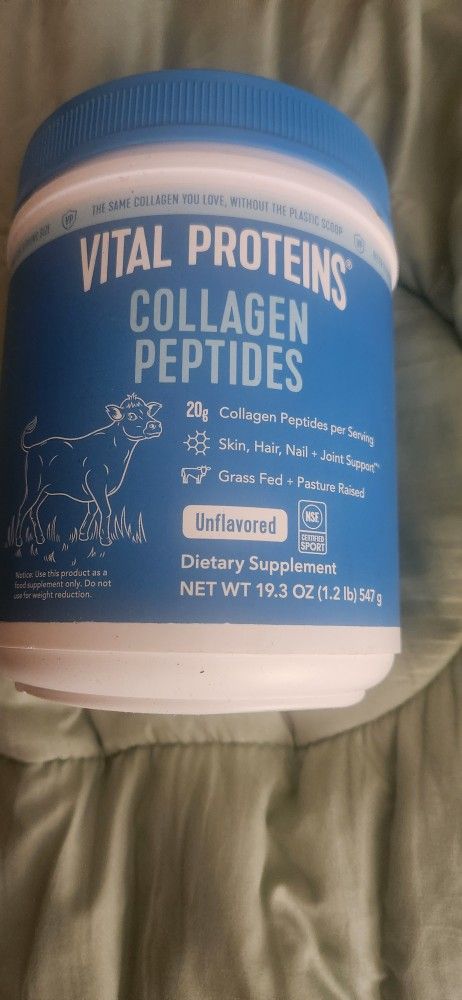 THE SAME COLLAGEN YOU LOVE, WITHOUT THE PLASTIC SCOOP
VP
VITAL PROTEINS®
COLLAGEN
PEPTIDES
20g Collagen Peptides per Serving
Skin, Hair, Nail + Joint Support
Grass Fed + Pasture Raised
Unflavored
NSE
CERTIFIED
SPORT
Notice: Use this product as a
food supplement only. Do not
use for weight reduction.
Dietary Supplement
NET WT 19.3 OZ (1.2 lb) 547 g